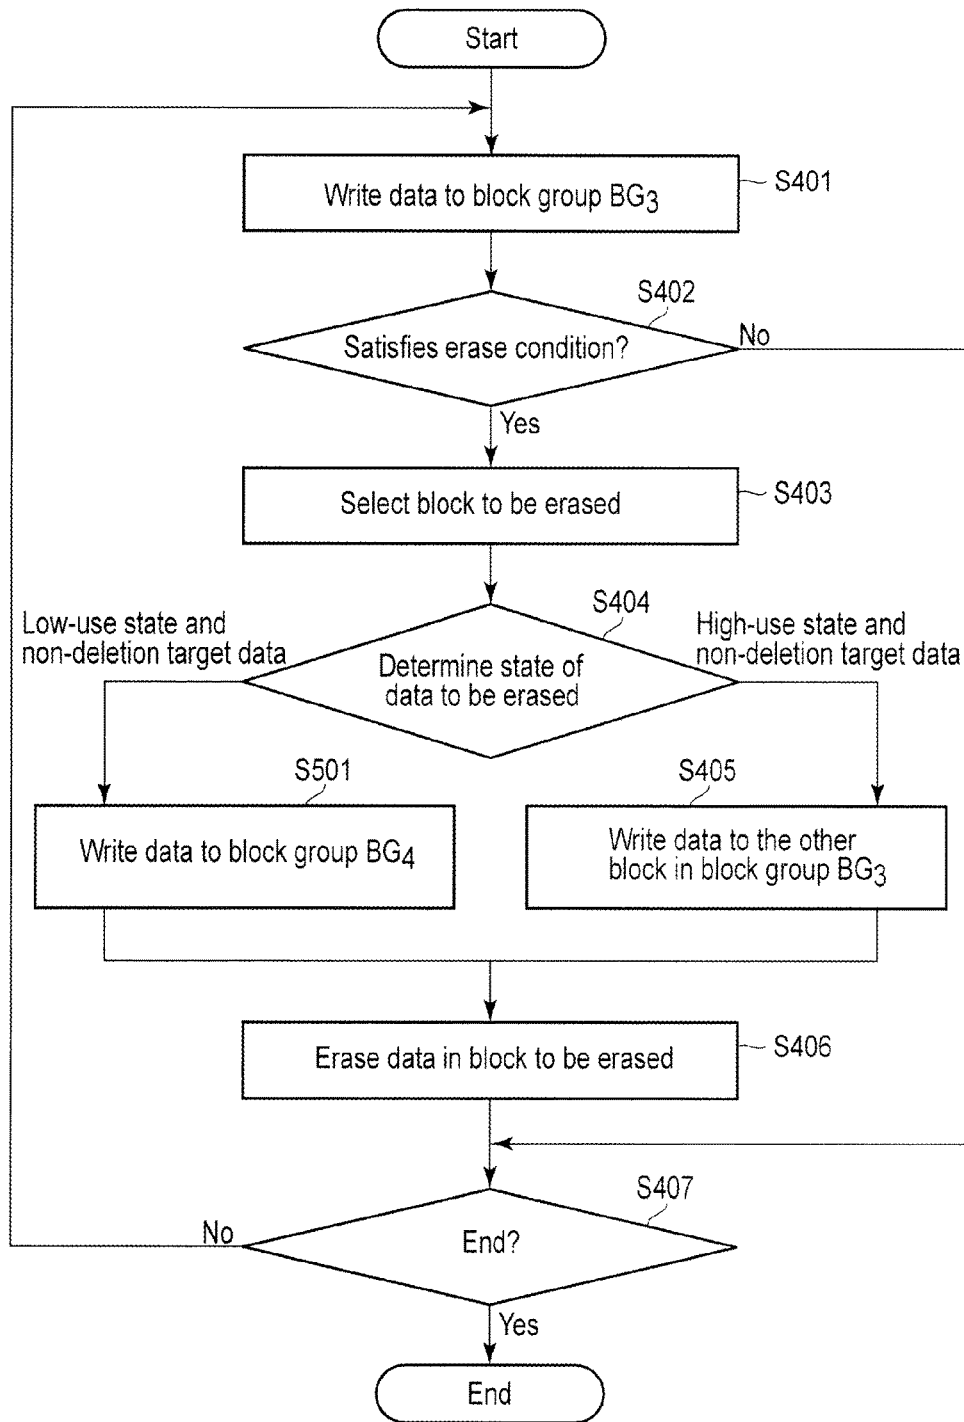 Start
Write data to block group BG3
S401
S402
Satisfies erase condition?
No
Yes
Select block to be erased
S403
S404
Low-use state and
non-deletion target data
High-use state and
non-deletion target data
Determine state of
data to be erased
S501
S405
Write data to block group BG4
Write data to the other
block in block group BG3
Erase data in block to be erased
S406
S407
No
End?
Yes
End